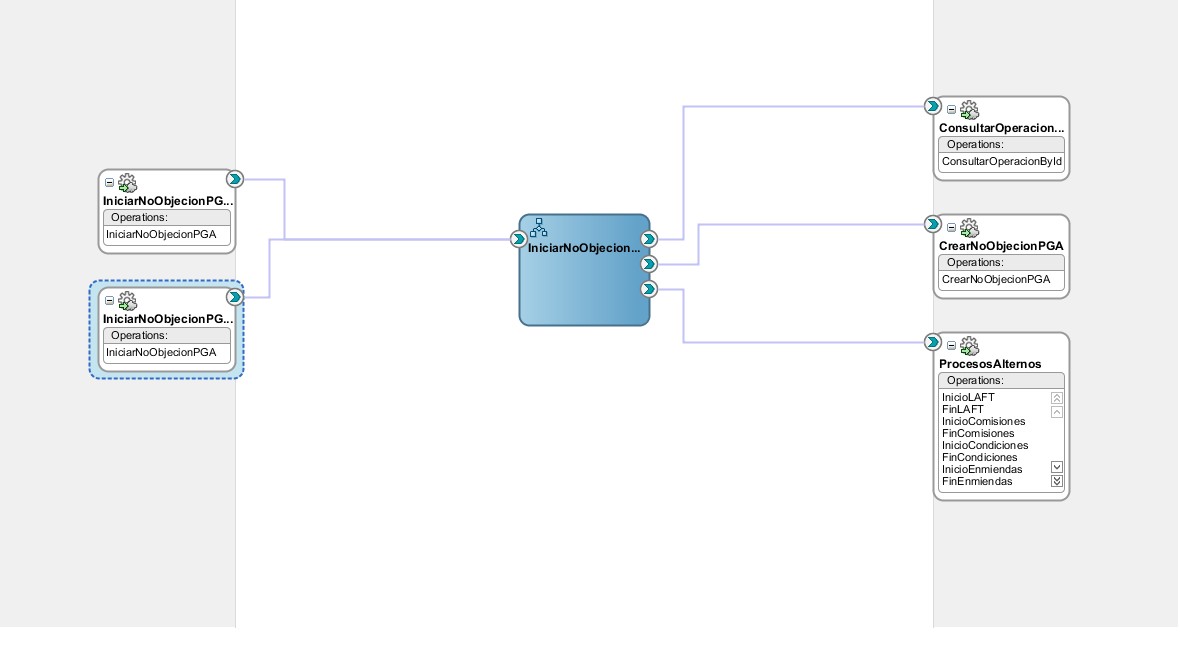 IniciarNoObjecionPG...
Operations:
IniciarNoObjecionPGA
IniciarNoObjecionPG...
Operations:
IniciarNoObjecionPGA
IniciarNoObjecion...
ConsultarOperacion...
Operations:
ConsultarOperacionById
CrearNoObjecionPGA
Operations:
CrearNoObjecionPGA
ProcesosAlternos
Operations:
InicioLAFT
FinLAFT
InicioComisiones
FinComisiones
InicioCondiciones
FinCondiciones
InicioEnmiendas
FinEnmiendas